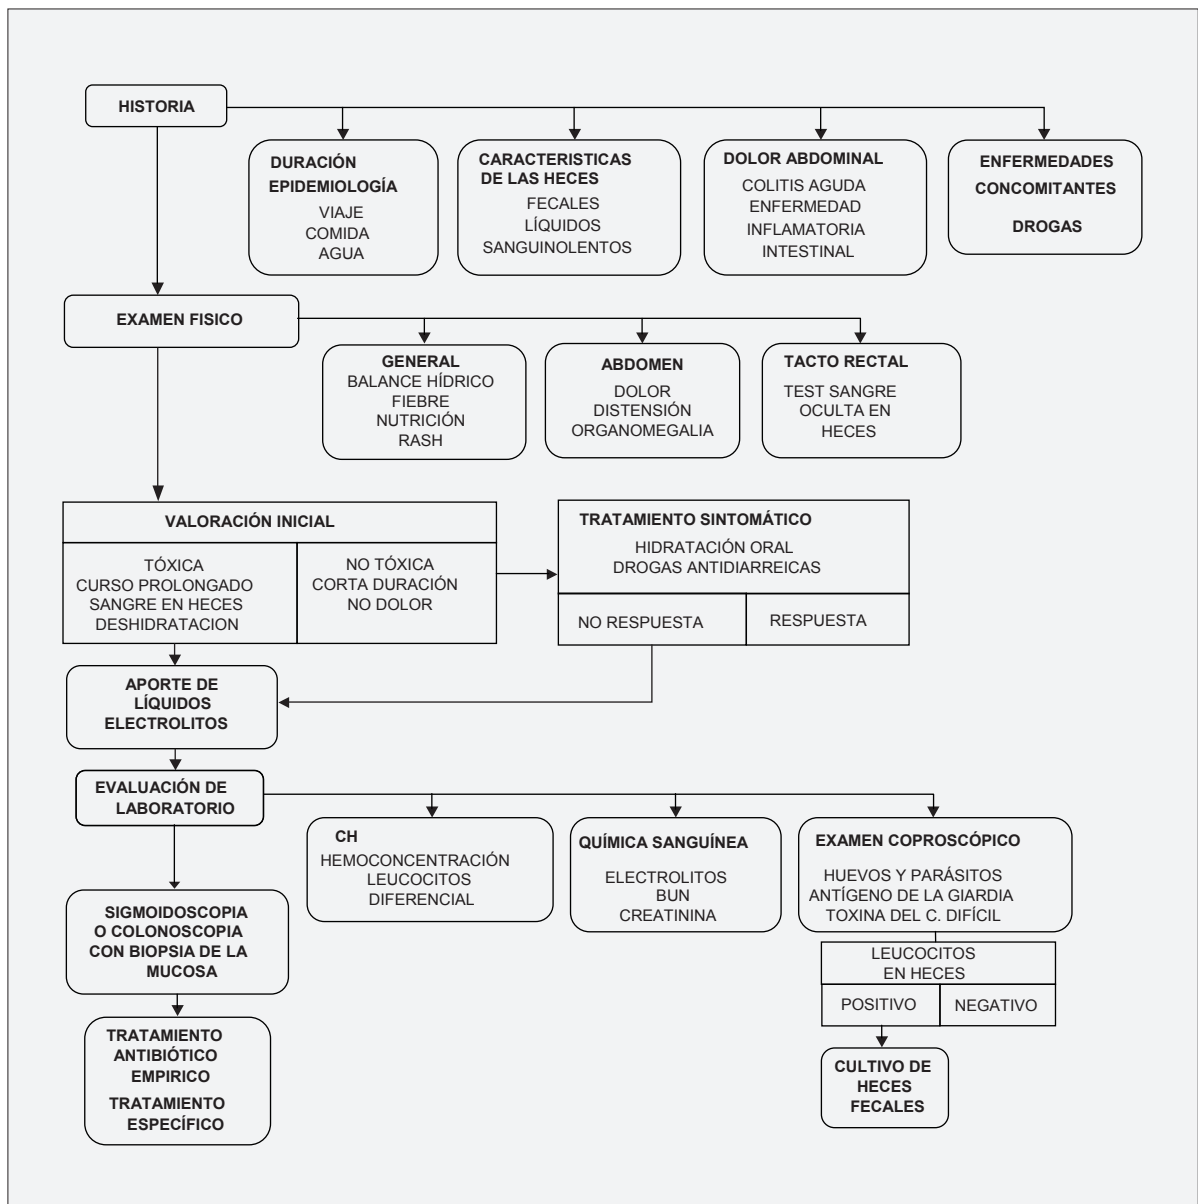 HISTORIA
DURACIÓN
EPIDEMIOLOGÍA
VIAJE
COMIDA
AGUA
CARACTERISTICAS
DE LAS HECES
FECALES
LÍQUIDOS
SANGUINOLENTOS
DOLOR ABDOMINAL
COLITIS AGUDA
ENFERMEDAD
INFLAMATORIA
INTESTINAL
ENFERMEDADES
CONCOMITANTES
DROGAS
EXAMEN FISICO
GENERAL
BALANCE HÍDRICO
FIEBRE
NUTRICIÓN
RASH
ABDOMEN
DOLOR
DISTENSIÓN
ORGANOMEGALIA
TACTO RECTAL
TEST SANGRE
OCULTA EN
HECES
VALORACIÓN INICIAL
TÓXICA
CURSO PROLONGADO
SANGRE EN HECES
DESHIDRATACION
NO TÓXICA
CORTA DURACIÓN
NO DOLOR
TRATAMIENTO SINTOMÁTICO
HIDRATACIÓN ORAL
DROGAS ANTIDIARREICAS
NO RESPUESTA
RESPUESTA
APORTE DE
LÍQUIDOS
ELECTROLITOS
EVALUACIÓN DE
LABORATORIO
CH
HEMOCONCENTRACIÓN
LEUCOCITOS
DIFERENCIAL
QUÍMICA SANGUÍNEA
ELECTROLITOS
BUN
CREATININA
EXAMEN COPROSCÓPICO
HUEVOS Y PARÁSITOS
ANTÍGENO DE LA GIARDIA
TOXINA DEL C. DIFÍCIL
LEUCOCITOS
EN HECES
POSITIVO
NEGATIVO
CULTIVO DE
HECES
FECALES
SIGMOIDOSCOPIA
O COLONOSCOPIA
CON BIOPSIA DE LA
MUCOSA
TRATAMIENTO
ANTIBIÓTICO
EMPIRICO
TRATAMIENTO
ESPECÍFICO